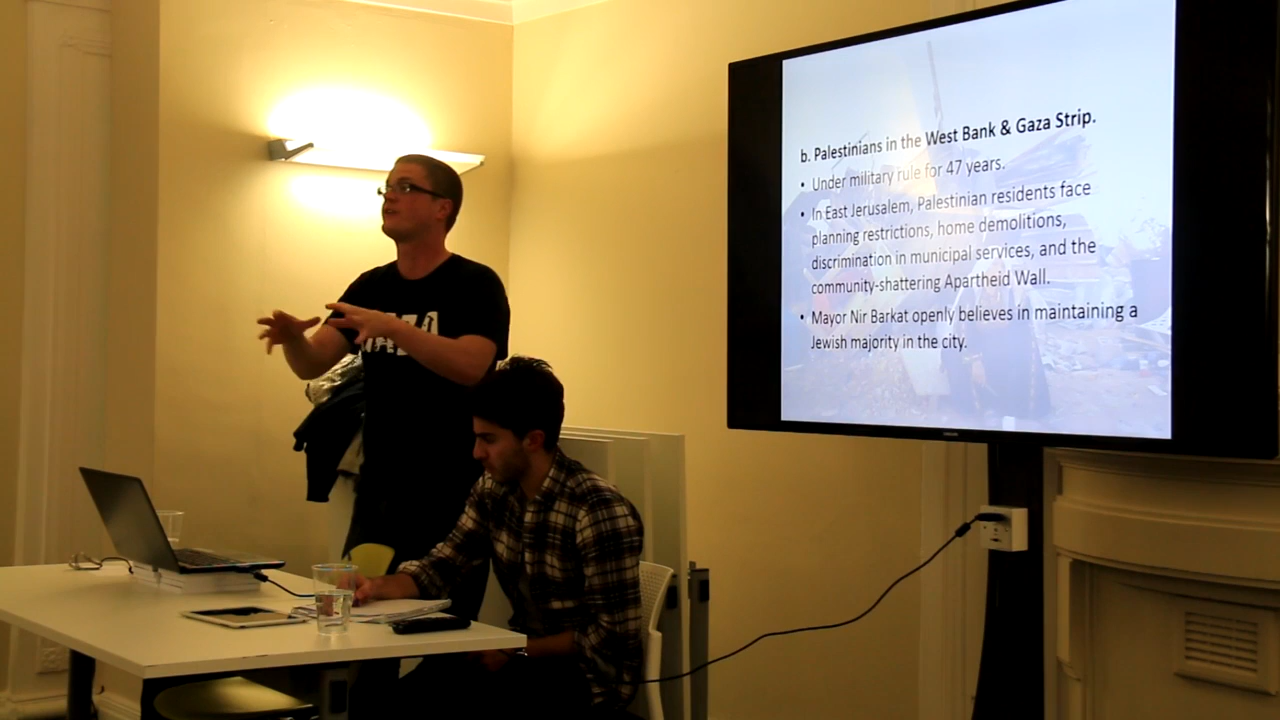 b. Palestinians in the West Bank & Gaza Strip.
• Under military rule for 47 years.
• In East Jerusalem, Palestinian residents face
planning restrictions, home demolitions,
discrimination in municipal services, and the
community-shattering Apartheid Wall.
• Mayor Nir Barkat openly believes in maintaining a
Jewish majority in the city.